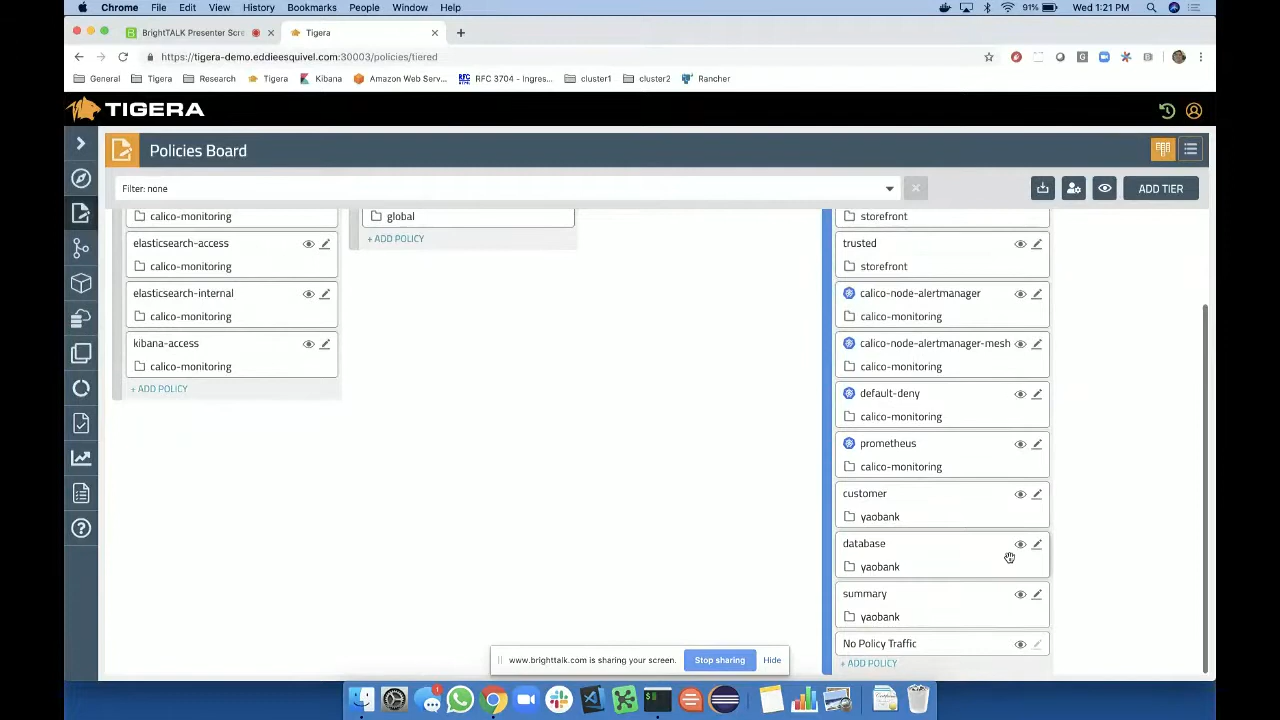 Chrome File Edit View History Bookmarks People Window Help 91% Wed 1:21 PM
BrightTALK Presenter Scre
Tigera
https://tigera-demo.eddieesquivel.com:30003/policies/tiered
General Tigera Research Tigera Kibana Amazon Web Serv... RFC 3704 - Ingres... cluster1 cluster2 Rancher
TIGERA
Policies Board
Filter: none
ADD TIER
calico-monitoring
elasticsearch-access
calico-monitoring
elasticsearch-internal
calico-monitoring
kibana-access
calico-monitoring
+ ADD POLICY
global
+ ADD POLICY
storefront
trusted
storefront
calico-node-alertmanager
calico-monitoring
calico-node-alertmanager-mesh
calico-monitoring
default-deny
calico-monitoring
prometheus
calico-monitoring
customer
yaobank
database
yaobank
summary
yaobank
No Policy Traffic
+ ADD POLICY
www.brighttalk.com is sharing your screen. Stop sharing Hide